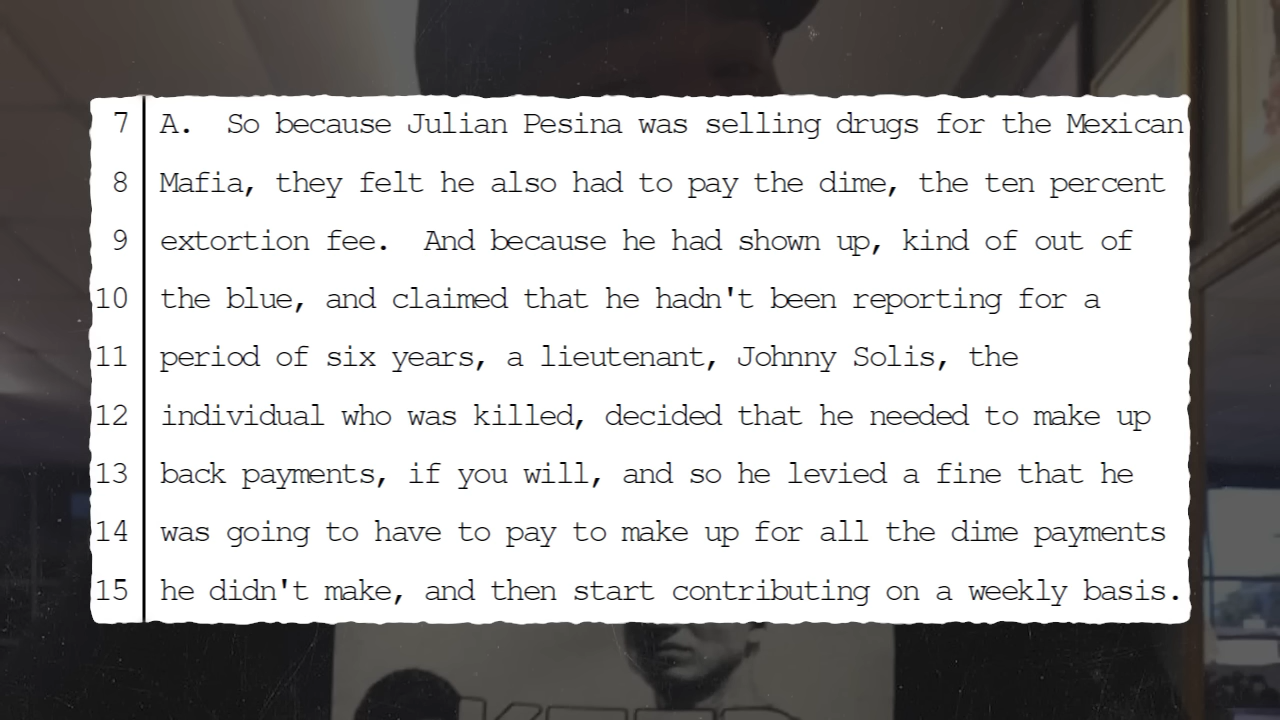 7 A. So because Julian Pesina was selling drugs for the Mexican
8 Mafia, they felt he also had to pay the dime, the ten percent
9 extortion fee. And because he had shown up, kind of out of
10 the blue, and claimed that he hadn't been reporting for a
11 period of six years, a lieutenant, Johnny Solis, the
12 individual who was killed, decided that he needed to make up
13 back payments, if you will, and so he levied a fine that he
14 was going to have to pay to make up for all the dime payments
15 he didn't make, and then start contributing on a weekly basis.